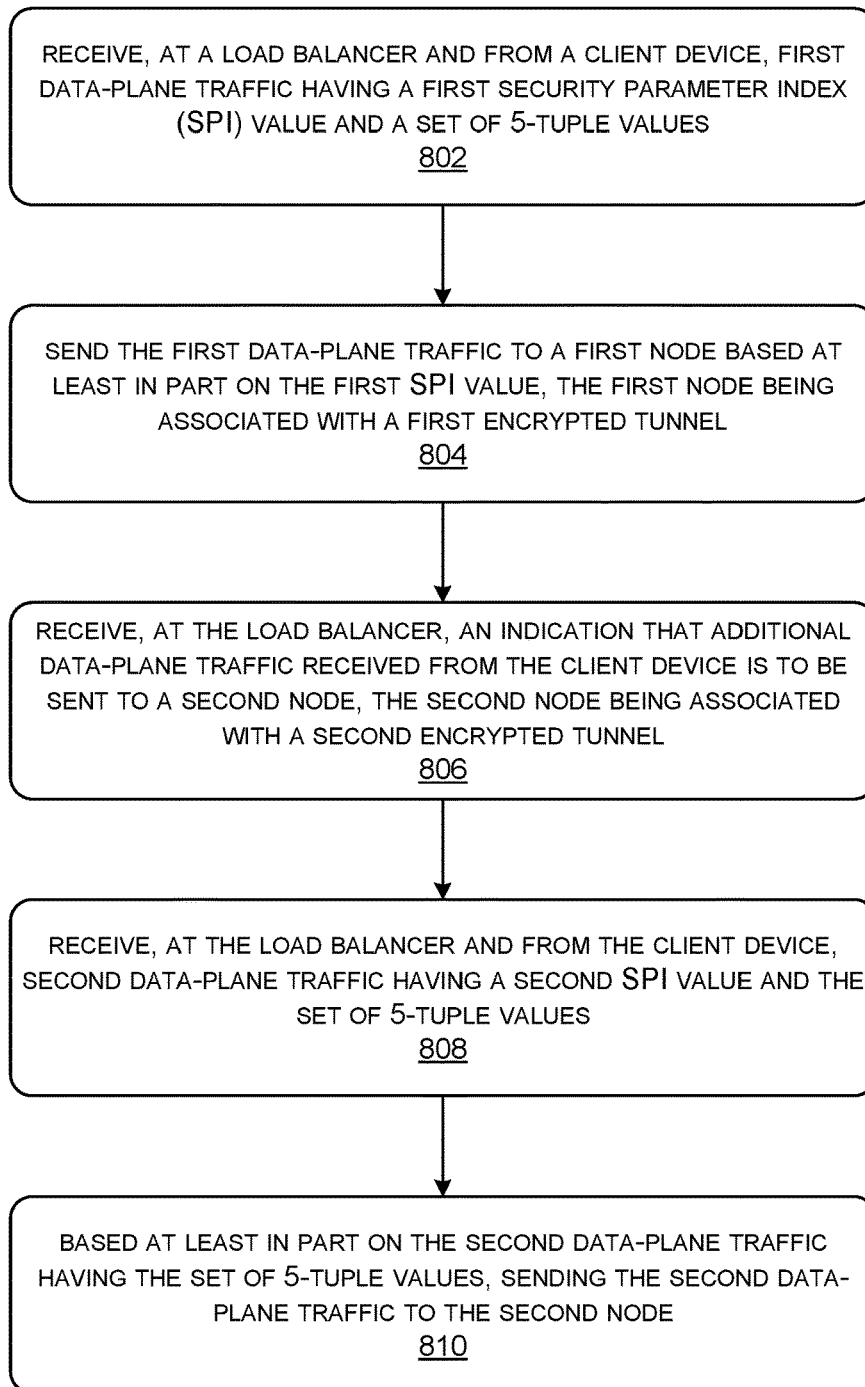 RECEIVE, AT A LOAD BALANCER AND FROM A CLIENT DEVICE, FIRST
DATA-PLANE TRAFFIC HAVING A FIRST SECURITY PARAMETER INDEX
(SPI) VALUE AND A SET OF 5-TUPLE VALUES
802
SEND THE FIRST DATA-PLANE TRAFFIC TO A FIRST NODE BASED AT
LEAST IN PART ON THE FIRST SPI VALUE, THE FIRST NODE BEING
ASSOCIATED WITH A FIRST ENCRYPTED TUNNEL
804
RECEIVE, AT THE LOAD BALANCER, AN INDICATION THAT ADDITIONAL
DATA-PLANE TRAFFIC RECEIVED FROM THE CLIENT DEVICE IS TO BE
SENT TO A SECOND NODE, THE SECOND NODE BEING ASSOCIATED
WITH A SECOND ENCRYPTED TUNNEL
806
RECEIVE, AT THE LOAD BALANCER AND FROM THE CLIENT DEVICE,
SECOND DATA-PLANE TRAFFIC HAVING A SECOND SPI VALUE AND THE
SET OF 5-TUPLE VALUES
808
BASED AT LEAST IN PART ON THE SECOND DATA-PLANE TRAFFIC
HAVING THE SET OF 5-TUPLE VALUES, SENDING THE SECOND DATA-
PLANE TRAFFIC TO THE SECOND NODE
810